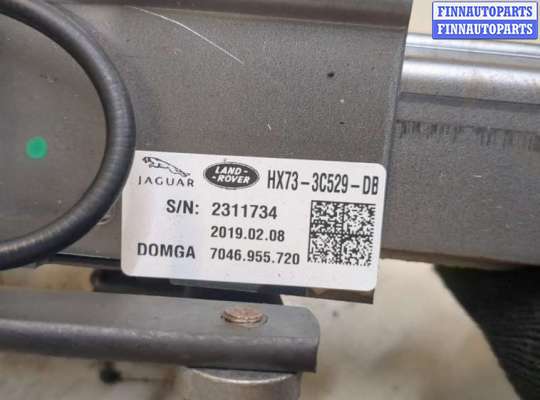 FINNAUTOPARTS
FINNAUTOPARTS
JAGUAR
LAND-
ROVER
HX73-3C529-DB
S/N: 2311734
2019.02.08
DOMGA 7046.955.720